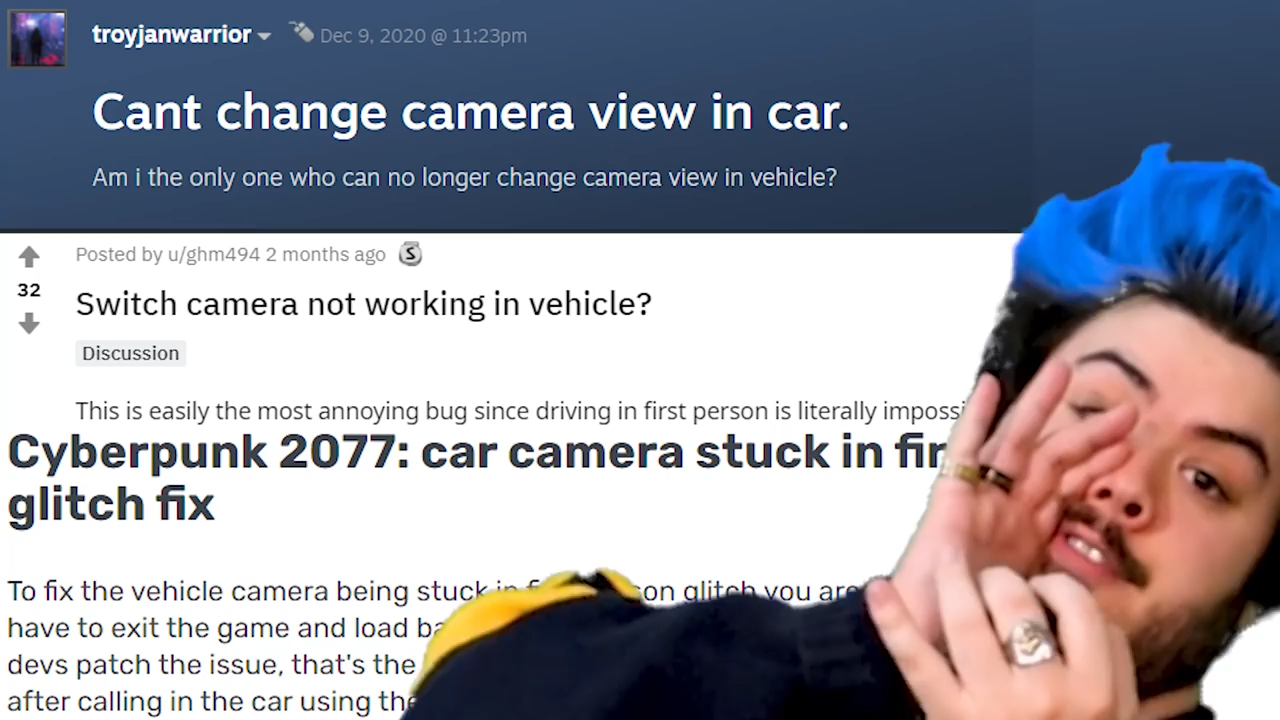 troyjanwarrior Dec 9, 2020 @ 11:23pm
Cant change camera view in car.
Am i the only one who can no longer change camera view in vehicle?
Posted by u/ghm494 2 months ago S
32
Switch camera not working in vehicle?
Discussion
This is easily the most annoying bug since driving in first person is literally
Cyberpunk 2077: car camera stuck in
glitch fix
To fix the vehicle camera being stuck glitch you
have to exit the game and load
devs patch the issue, that's the
after calling in the car using